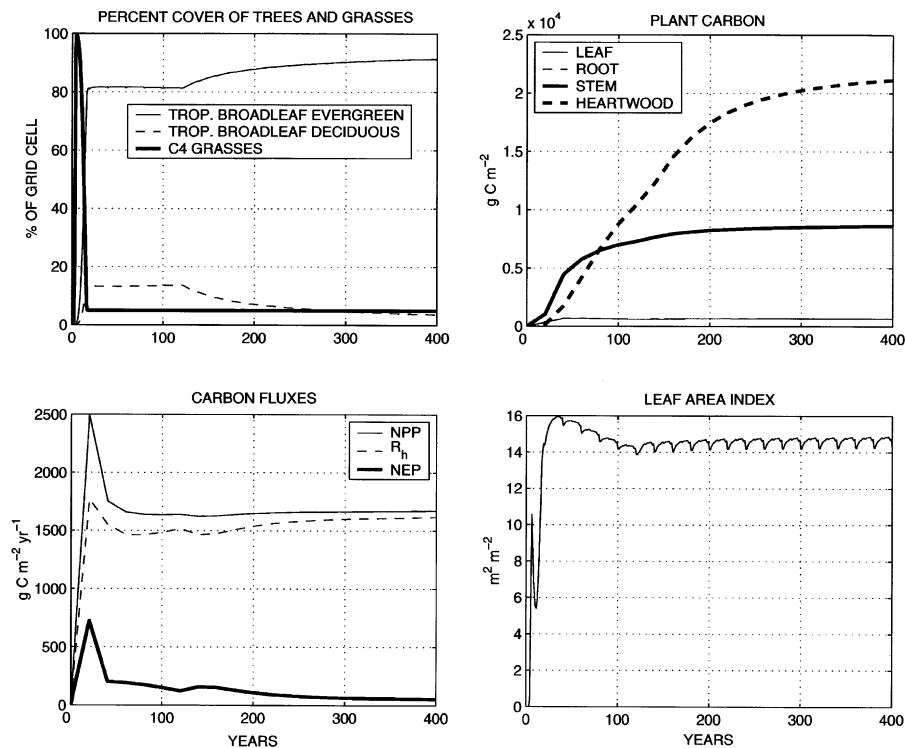 PERCENT COVER OF TREES AND GRASSES
% OF GRID CELL
100
80
60
40
20
0
TROP. BROADLEAF EVERGREEN
TROP. BROADLEAF DECIDUOUS
C4 GRASSES
0 100 200 300 400
PLANT CARBON
x 10⁴
g C m⁻²
2.5
2
1.5
1
0.5
0
LEAF
ROOT
STEM
HEARTWOOD
0 100 200 300 400
CARBON FLUXES
g C m⁻² yr⁻¹
2500
2000
1500
1000
500
0
NPP
Rₕ
NEP
0 100 200 300 400
YEARS
LEAF AREA INDEX
m² m⁻²
16
14
12
10
8
6
4
2
0
0 100 200 300 400
YEARS